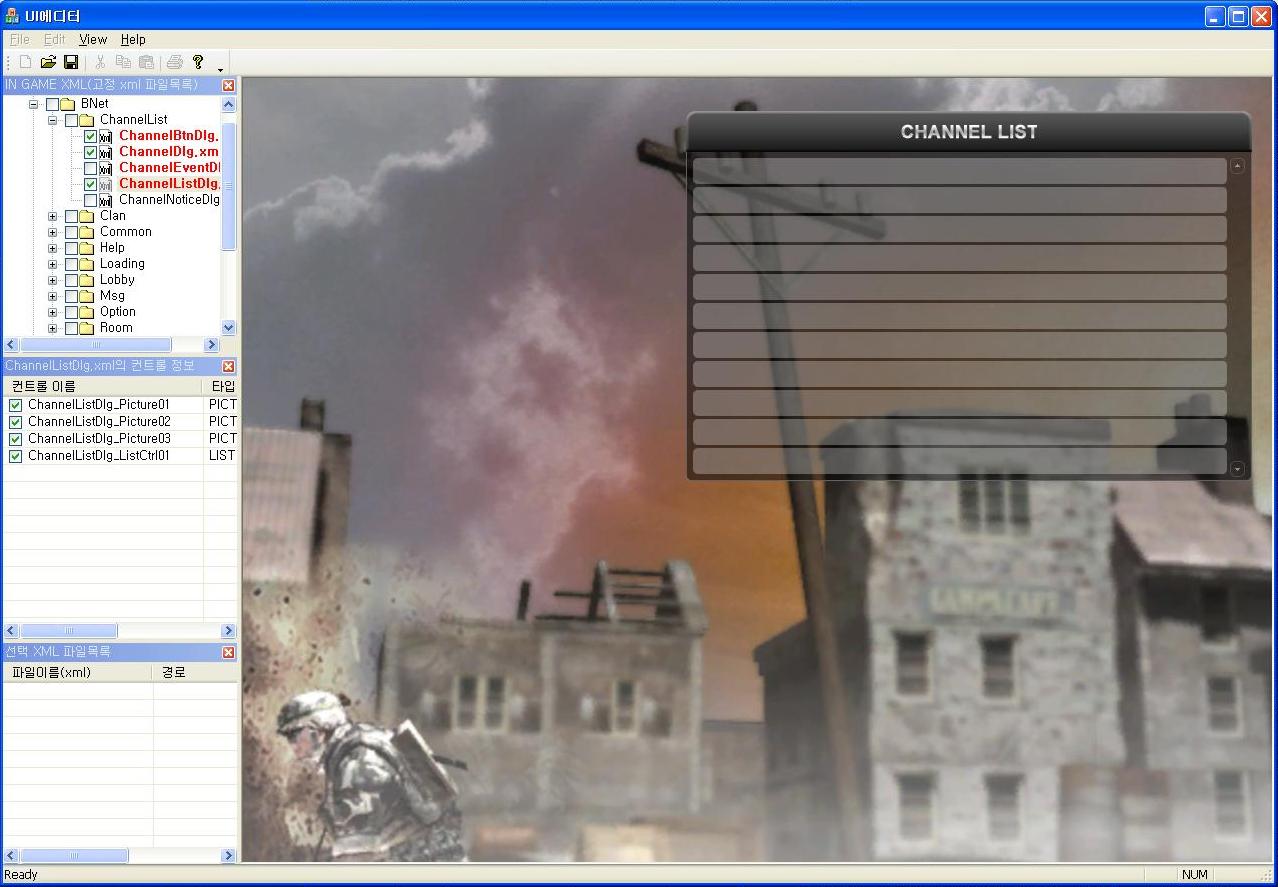 UI에디터
File Edit View Help
IN GAME XML(고정 xml 파일목록)
BNet
ChannelList
ChannelBtnDlg.
ChannelDlg.xm
ChannelEventDl
ChannelListDlg.
ChannelNoticeDlg
Clan
Common
Help
Loading
Lobby
Msg
Option
Room
ChannelListDlg.xml의 컨트롤 정보
컨트롤 이름 타입
ChannelListDlg_Picture01 PICT
ChannelListDlg_Picture02 PICT
ChannelListDlg_Picture03 PICT
ChannelListDlg_ListCtrl01 LIST
선택 XML 파일목록
파일이름(xml) 경로
CHANNEL LIST
Ready NUM